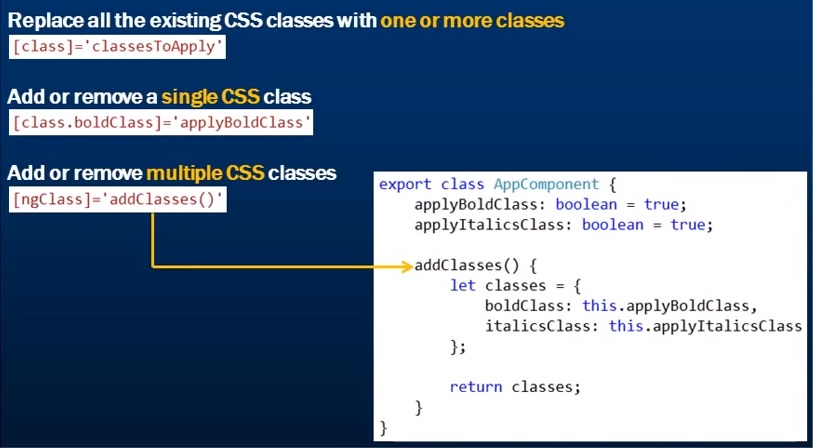 Replace all the existing CSS classes with one or more classes
[class]='classesToApply'
Add or remove a single CSS class
[class.boldClass]='applyBoldClass'
Add or remove multiple CSS classes
[ngClass]='addClasses()'
export class AppComponent {
applyBoldClass: boolean = true;
applyItalicsClass: boolean = true;
addClasses() {
let classes = {
boldClass: this.applyBoldClass,
italicsClass: this.applyItalicsClass
};
return classes;
}
}